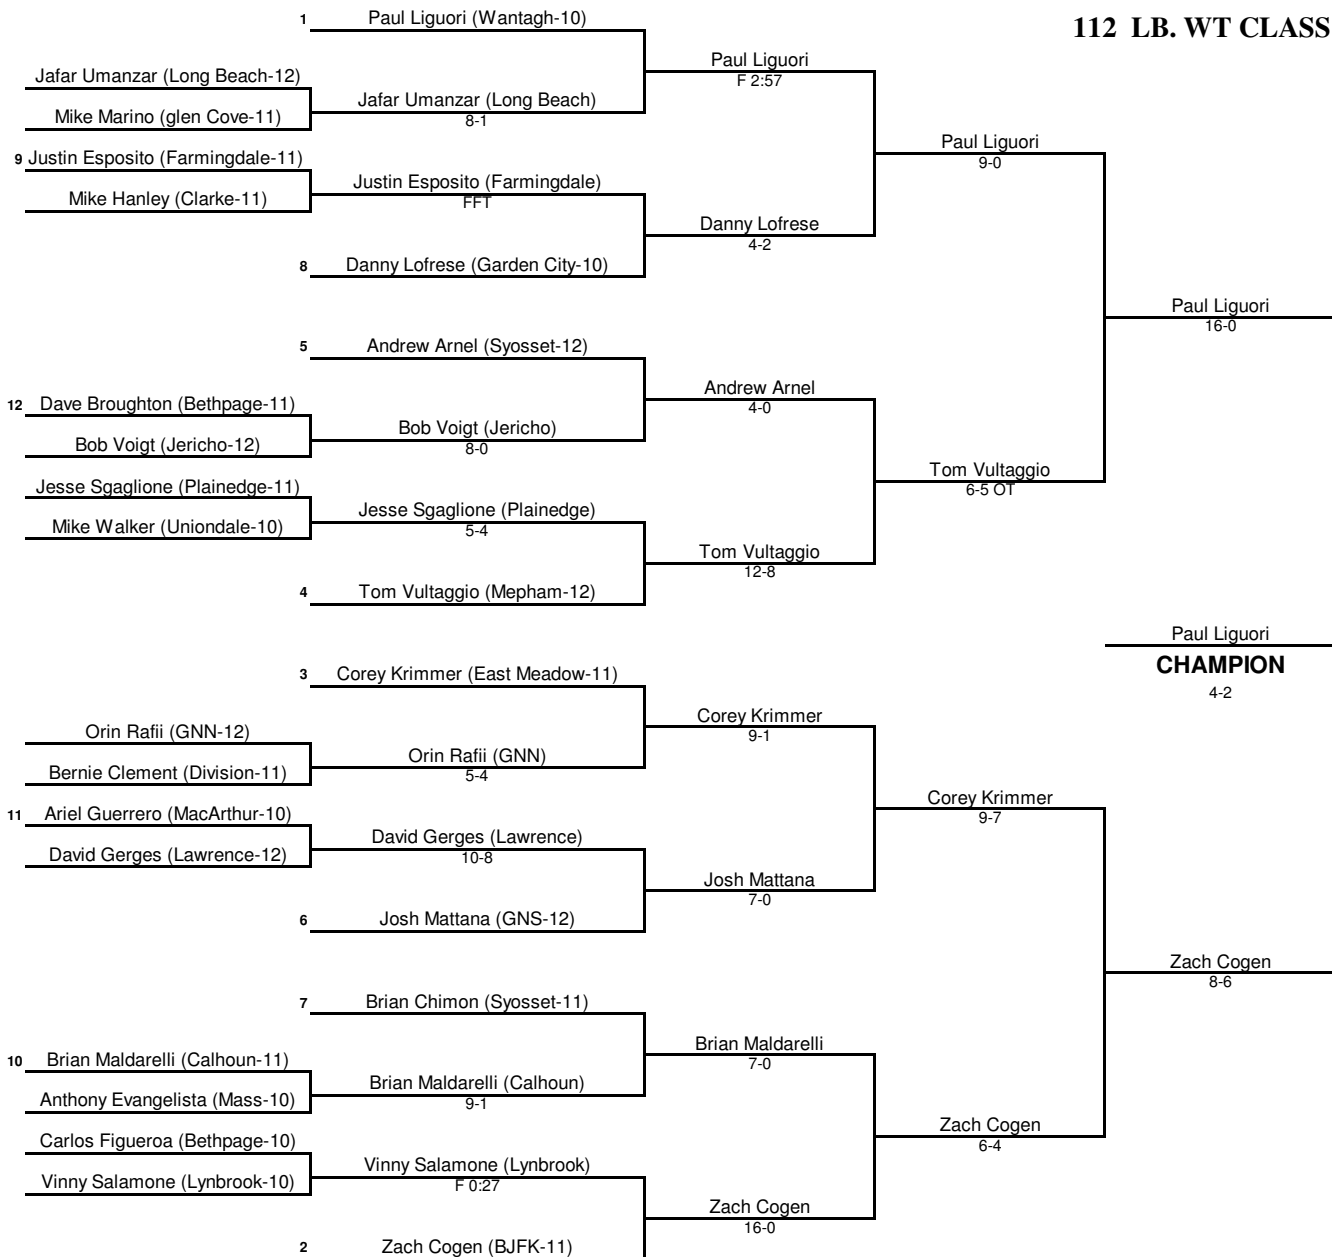 1 Paul Liguori (Wantagh-10)
112 LB. WT CLASS
Paul Liguori
F 2:57
Jafar Umanzar (Long Beach-12)
Jafar Umanzar (Long Beach)
8-1
Mike Marino (glen Cove-11)
Paul Liguori
9-0
9 Justin Esposito (Farmingdale-11)
Justin Esposito (Farmingdale)
FFT
Mike Hanley (Clarke-11)
Danny Lofrese
4-2
8 Danny Lofrese (Garden City-10)
Paul Liguori
16-0
5 Andrew Arnel (Syosset-12)
Andrew Arnel
4-0
12 Dave Broughton (Bethpage-11)
Bob Voigt (Jericho)
8-0
Bob Voigt (Jericho-12)
Tom Vultaggio
6-5 OT
Jesse Sgaglione (Plainedge-11)
Jesse Sgaglione (Plainedge)
5-4
Mike Walker (Uniondale-10)
Tom Vultaggio
12-8
4 Tom Vultaggio (Mepham-12)
Paul Liguori
CHAMPION
4-2
3 Corey Krimmer (East Meadow-11)
Corey Krimmer
9-1
Orin Rafii (GNN-12)
Orin Rafii (GNN)
5-4
Bernie Clement (Division-11)
Corey Krimmer
9-7
11 Ariel Guerrero (MacArthur-10)
David Gerges (Lawrence)
10-8
David Gerges (Lawrence-12)
Josh Mattana
7-0
6 Josh Mattana (GNS-12)
Zach Cogen
8-6
7 Brian Chimon (Syosset-11)
Brian Maldarelli
7-0
10 Brian Maldarelli (Calhoun-11)
Brian Maldarelli (Calhoun)
9-1
Anthony Evangelista (Mass-10)
Zach Cogen
6-4
Carlos Figueroa (Bethpage-10)
Vinny Salamone (Lynbrook)
F 0:27
Vinny Salamone (Lynbrook-10)
Zach Cogen
16-0
2 Zach Cogen (BJFK-11)